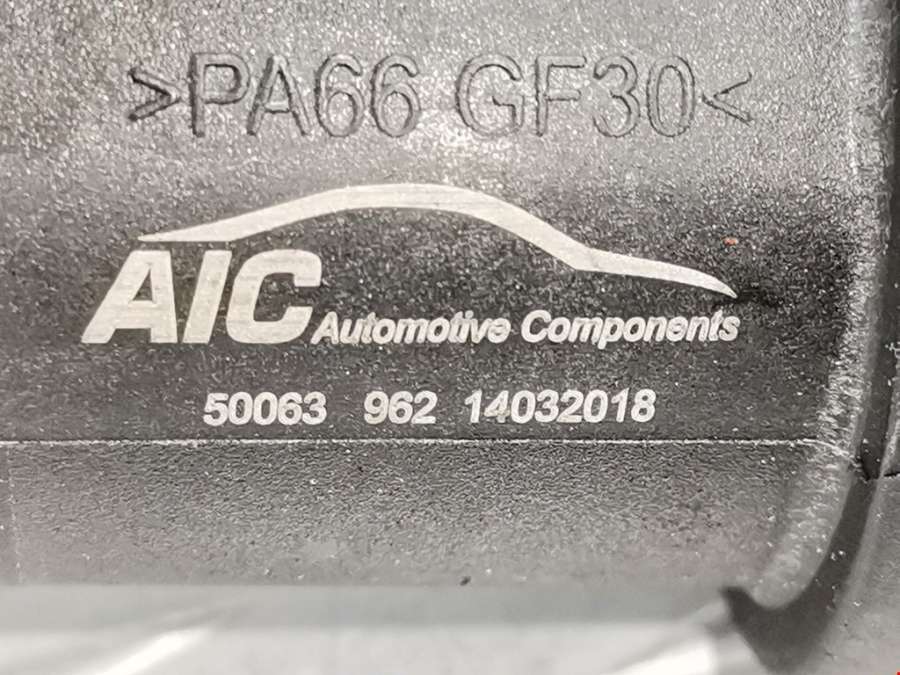 >PA66 GF30<
AIC Automotive Components
50063 962 14032018